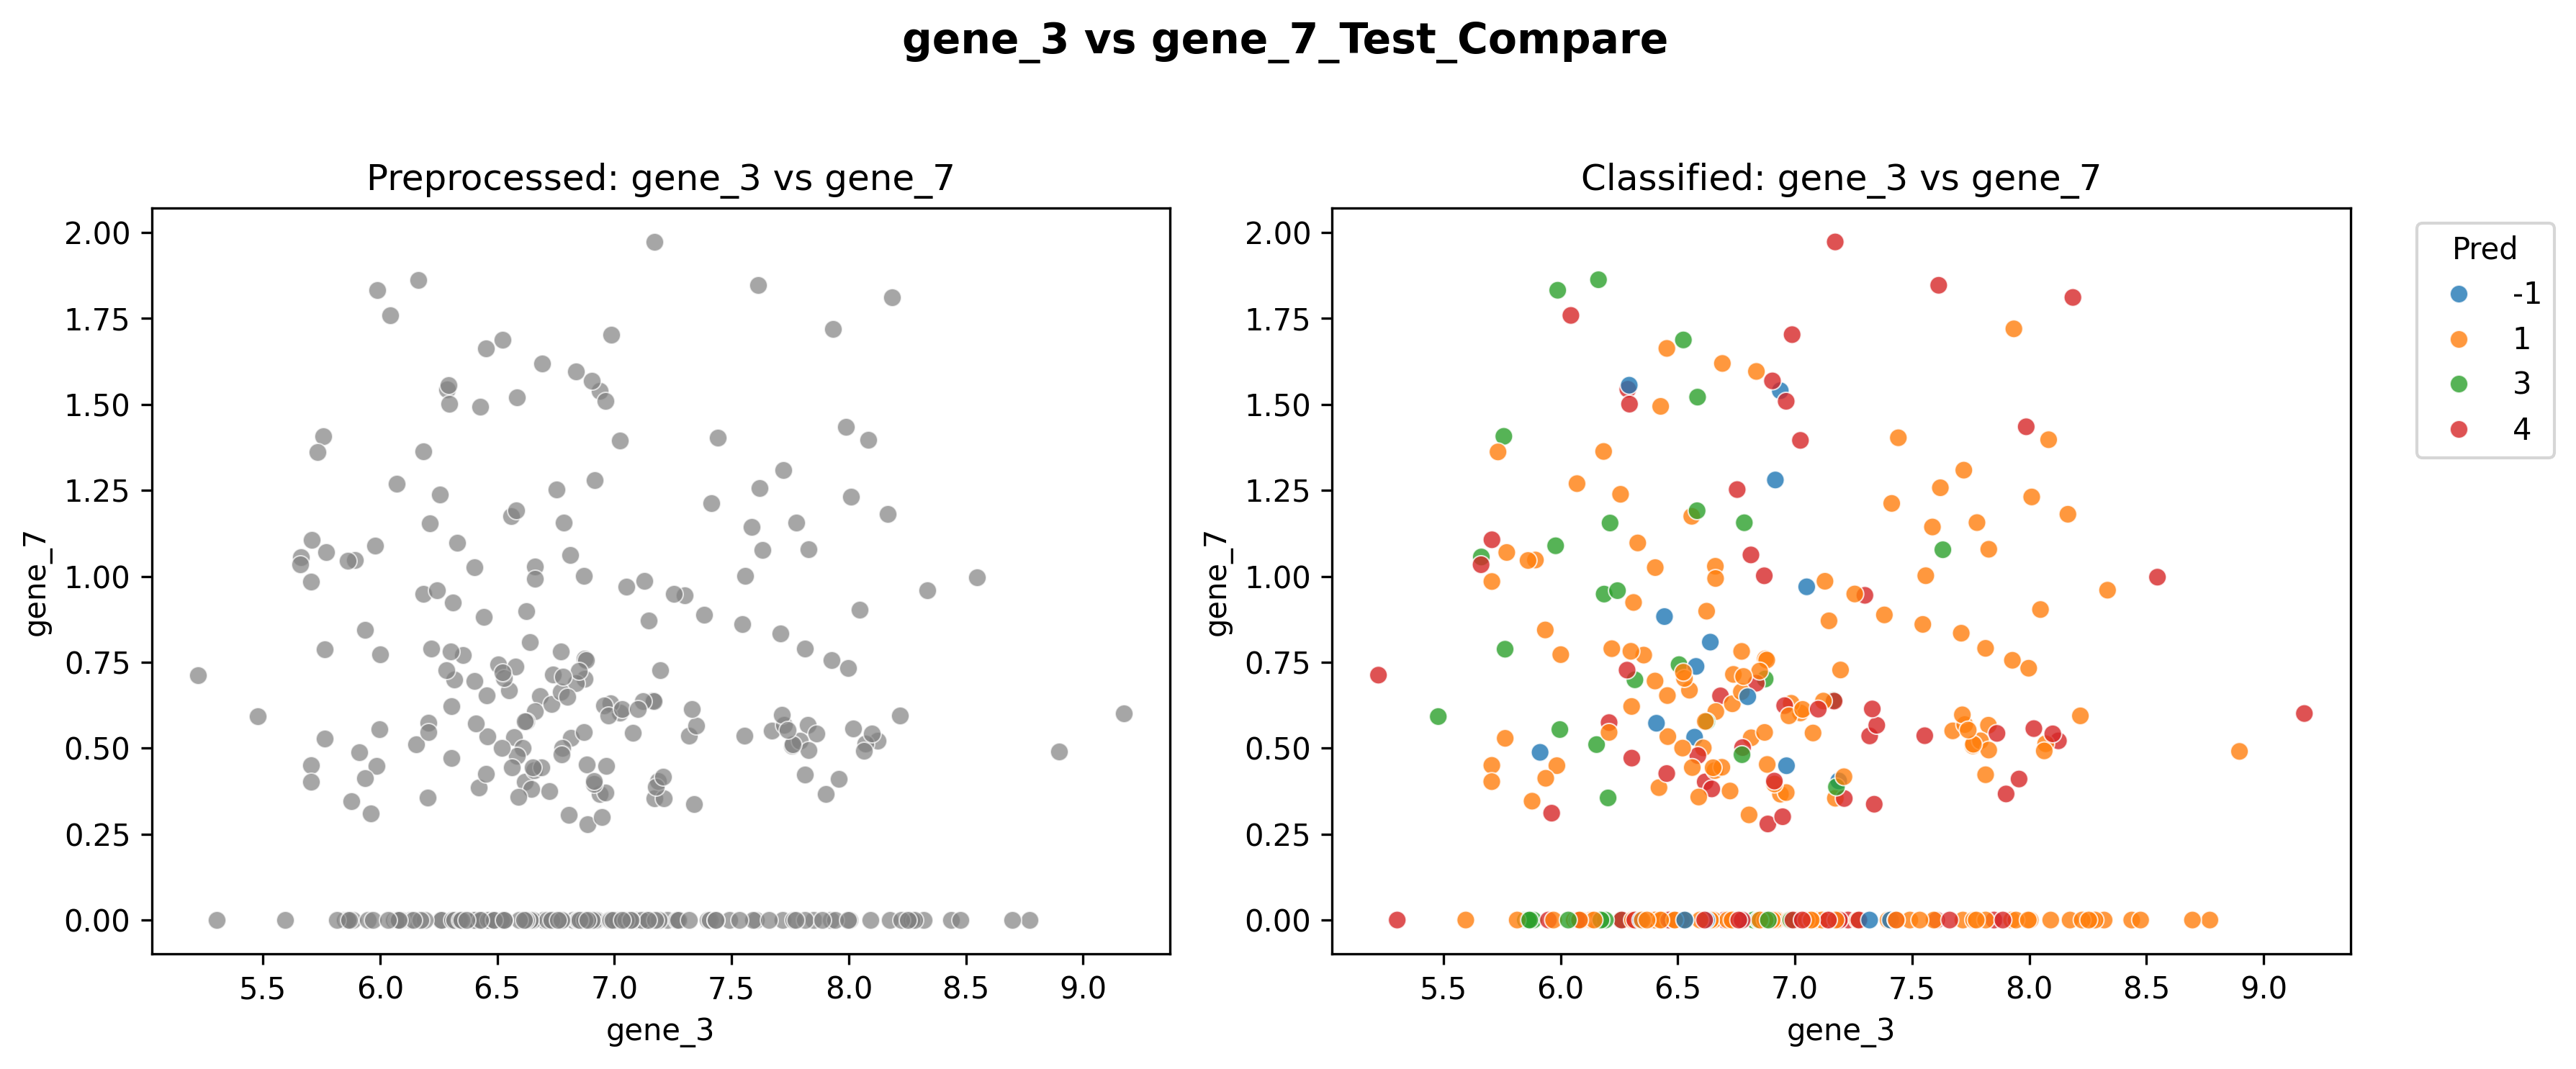 gene_3 vs gene_7_Test_Compare
Preprocessed: gene_3 vs gene_7
2.00
1.75
1.50
1.25
1.00
0.75
0.50
0.25
0.00
gene_7
5.5 6.0 6.5 7.0 7.5 8.0 8.5 9.0
gene_3
Classified: gene_3 vs gene_7
2.00
1.75
1.50
1.25
1.00
0.75
0.50
0.25
0.00
gene_7
5.5 6.0 6.5 7.0 7.5 8.0 8.5 9.0
gene_3
Pred
-1
1
3
4